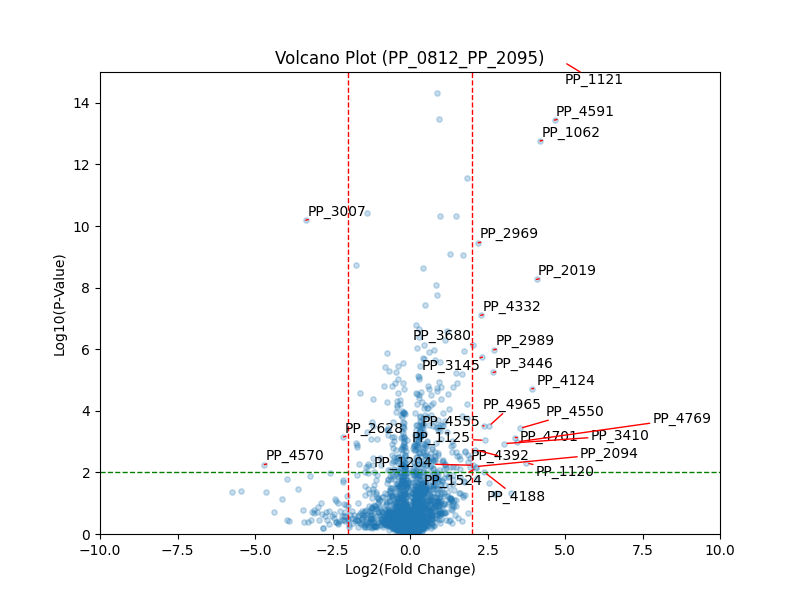 Volcano Plot (PP_0812_PP_2095)
PP_1121
PP_4591
PP_1062
PP_3007
PP_2969
PP_2019
PP_4332
PP_3680
PP_2989
PP_3145
PP_3446
PP_4124
PP_4965
PP_4550
PP_4555
PP_4769
PP_2628
PP_1125
PP_4701
PP_3410
PP_4570
PP_1204
PP_4392
PP_2094
PP_1120
PP_1524
PP_4188
14
12
10
8
6
4
2
0
Log10(P-Value)
−10.0
−7.5
−5.0
−2.5
0.0
2.5
5.0
7.5
10.0
Log2(Fold Change)